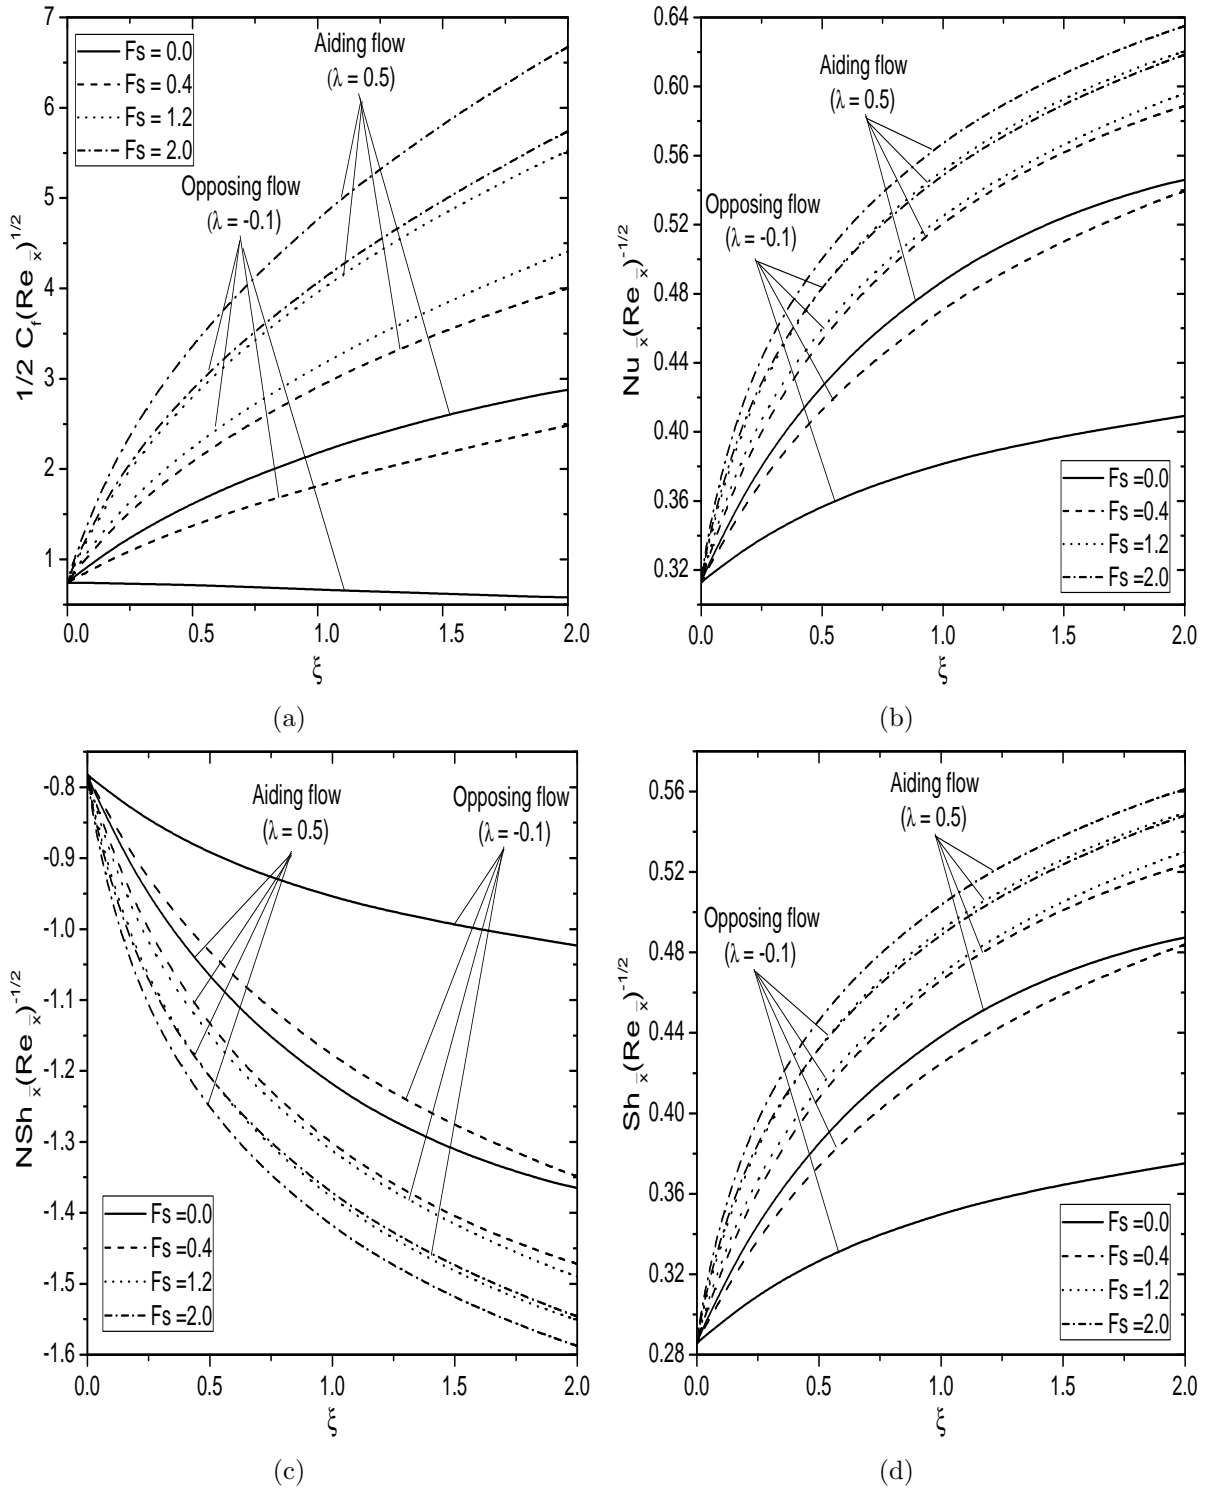 7
6
5
4
3
2
1
1/2 C_f(Re_x̄)^1/2
Fs = 0.0
Fs = 0.4
Fs = 1.2
Fs = 2.0
Aiding flow
(λ = 0.5)
Opposing flow
(λ = -0.1)
0.0 0.5 1.0 1.5 2.0
ξ
(a)
0.64
0.60
0.56
0.52
0.48
0.44
0.40
0.36
0.32
Nu_x̄(Re_x̄)^-1/2
Aiding flow
(λ = 0.5)
Opposing flow
(λ = -0.1)
Fs =0.0
Fs =0.4
Fs =1.2
Fs =2.0
0.0 0.5 1.0 1.5 2.0
ξ
(b)
-0.8
-0.9
-1.0
-1.1
-1.2
-1.3
-1.4
-1.5
-1.6
NSh_x̄(Re_x̄)^-1/2
Aiding flow
(λ = 0.5)
Opposing flow
(λ = -0.1)
Fs =0.0
Fs =0.4
Fs =1.2
Fs =2.0
0.0 0.5 1.0 1.5 2.0
ξ
(c)
0.56
0.52
0.48
0.44
0.40
0.36
0.32
0.28
Sh_x̄(Re_x̄)^-1/2
Aiding flow
(λ = 0.5)
Opposing flow
(λ = -0.1)
Fs =0.0
Fs =0.4
Fs =1.2
Fs =2.0
0.0 0.5 1.0 1.5 2.0
ξ
(d)